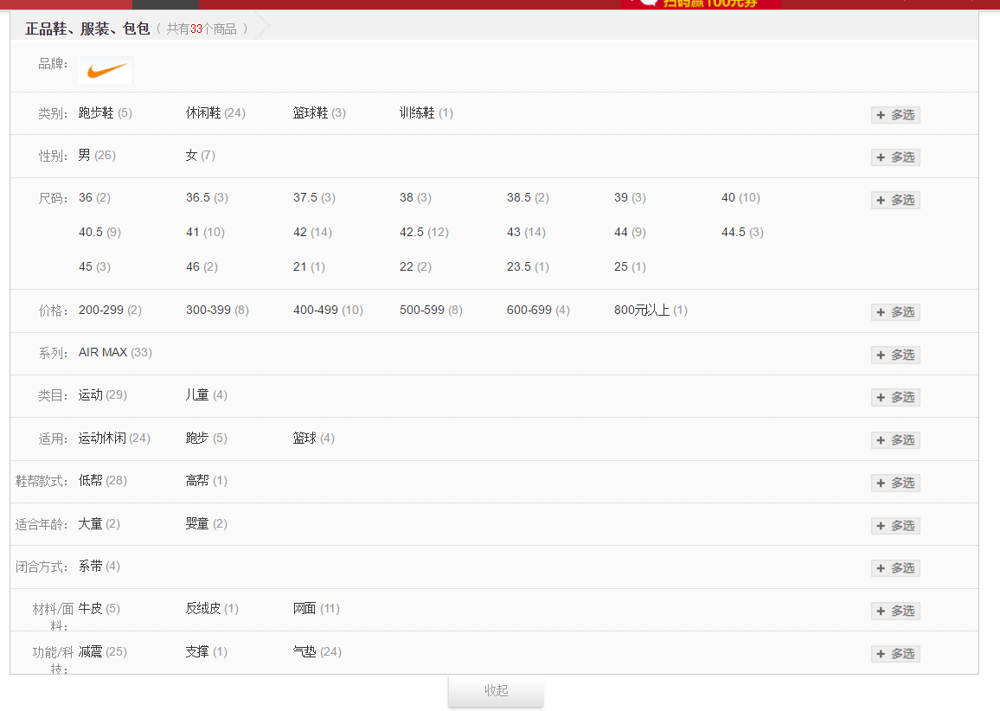 扫码赢100元券
正品鞋、服装、包包（ 共有33个商品 ）
品牌：
类别： 跑步鞋 (5) 休闲鞋 (24) 篮球鞋 (3) 训练鞋 (1) + 多选
性别： 男 (26) 女 (7) + 多选
尺码： 36 (2) 36.5 (3) 37.5 (3) 38 (3) 38.5 (2) 39 (3) 40 (10) + 多选
40.5 (9) 41 (10) 42 (14) 42.5 (12) 43 (14) 44 (9) 44.5 (3)
45 (3) 46 (2) 21 (1) 22 (2) 23.5 (1) 25 (1)
价格： 200-299 (2) 300-399 (8) 400-499 (10) 500-599 (8) 600-699 (4) 800元以上 (1) + 多选
系列： AIR MAX (33) + 多选
类目： 运动 (29) 儿童 (4) + 多选
适用： 运动休闲 (24) 跑步 (5) 篮球 (4) + 多选
鞋帮款式： 低帮 (28) 高帮 (1) + 多选
适合年龄： 大童 (2) 婴童 (2) + 多选
闭合方式： 系带 (4) + 多选
材料/面 牛皮 (5) 反绒皮 (1) 网面 (11) + 多选
料：
功能/科 减震 (25) 支撑 (1) 气垫 (24) + 多选
技：
收起